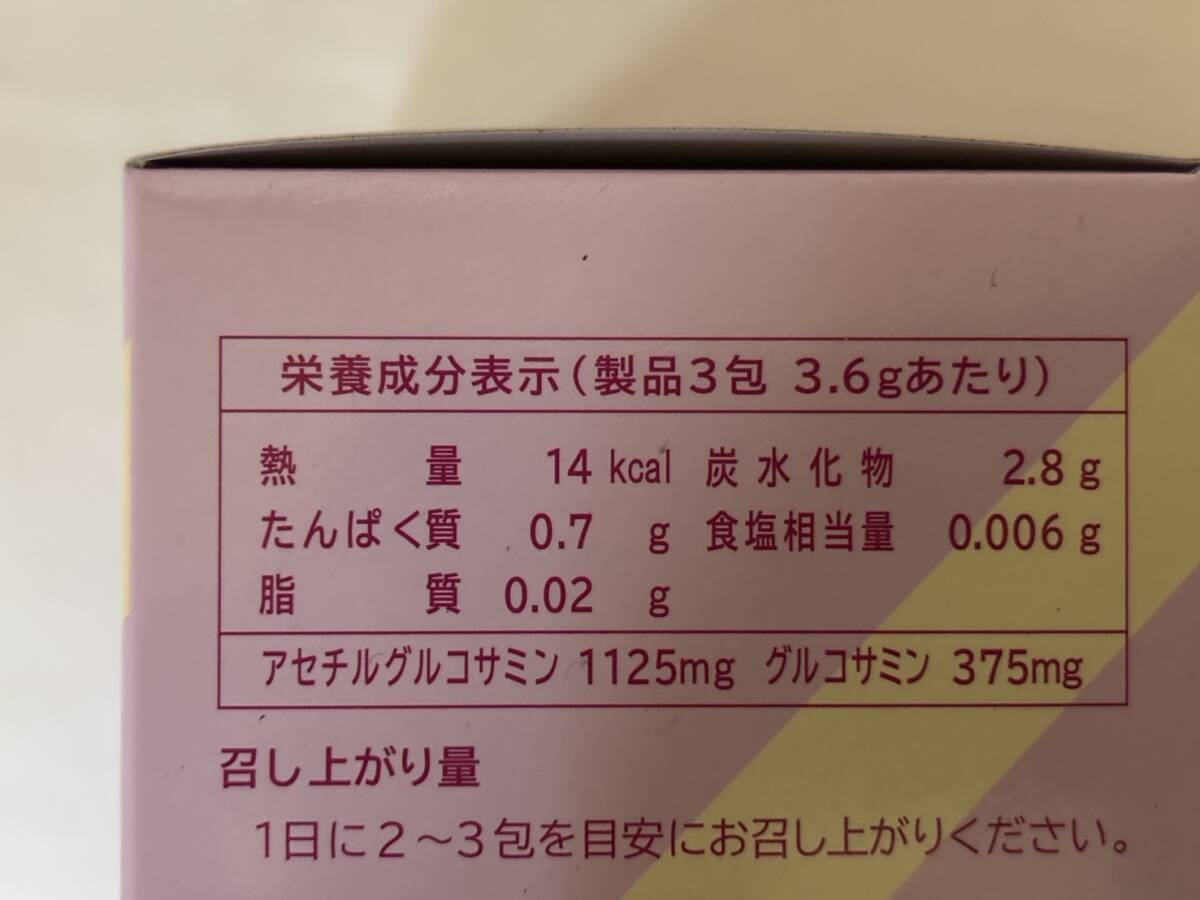 栄養成分表示(製品3包 3.6gあたり)
熱量 14 kcal 炭水化物 2.8 g
たんぱく質 0.7 g 食塩相当量 0.006 g
脂質 0.02 g
アセチルグルコサミン 1125mg グルコサミン 375mg
召し上がり量
1日に2〜3包を目安にお召し上がりください。